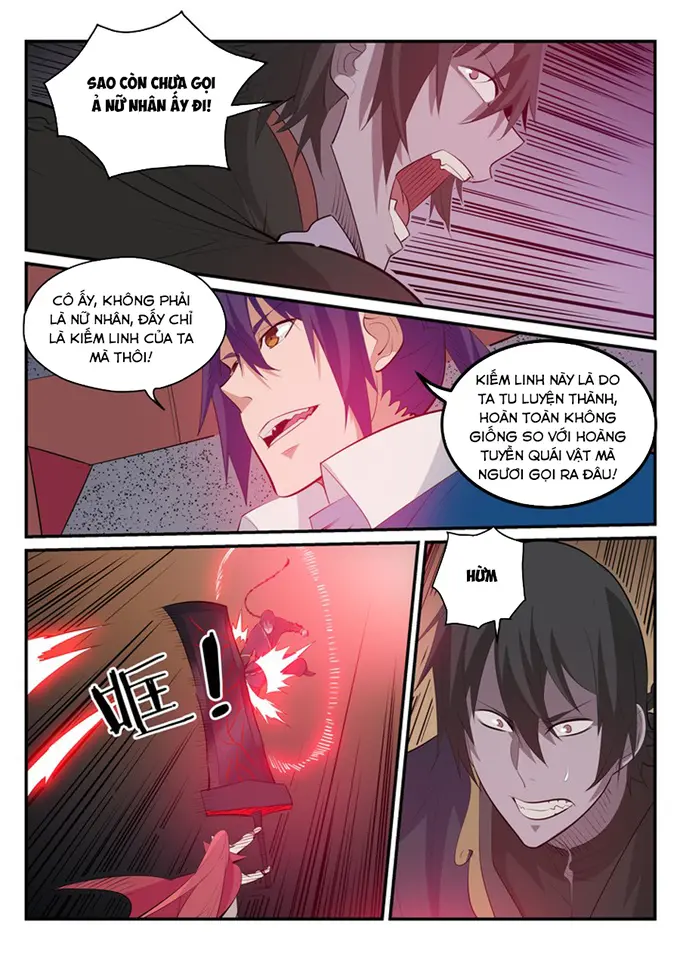 SAO CÒN CHƯA GỌI
Ả NỮ NHÂN ẤY ĐI!
CÔ ẤY, KHÔNG PHẢI
LÀ NỮ NHÂN, ĐẤY CHỈ
LÀ KIẾM LINH CỦA TA
MÀ THÔI!
KIẾM LINH NÀY LÀ DO
TA TU LUYỆN THÀNH,
HOÀN TOÀN KHÔNG
GIỐNG SO VỚI HOÀNG
TUYỀN QUÁI VẬT MÀ
NGƯƠI GỌI RA ĐÂU!
哐!
HỪM